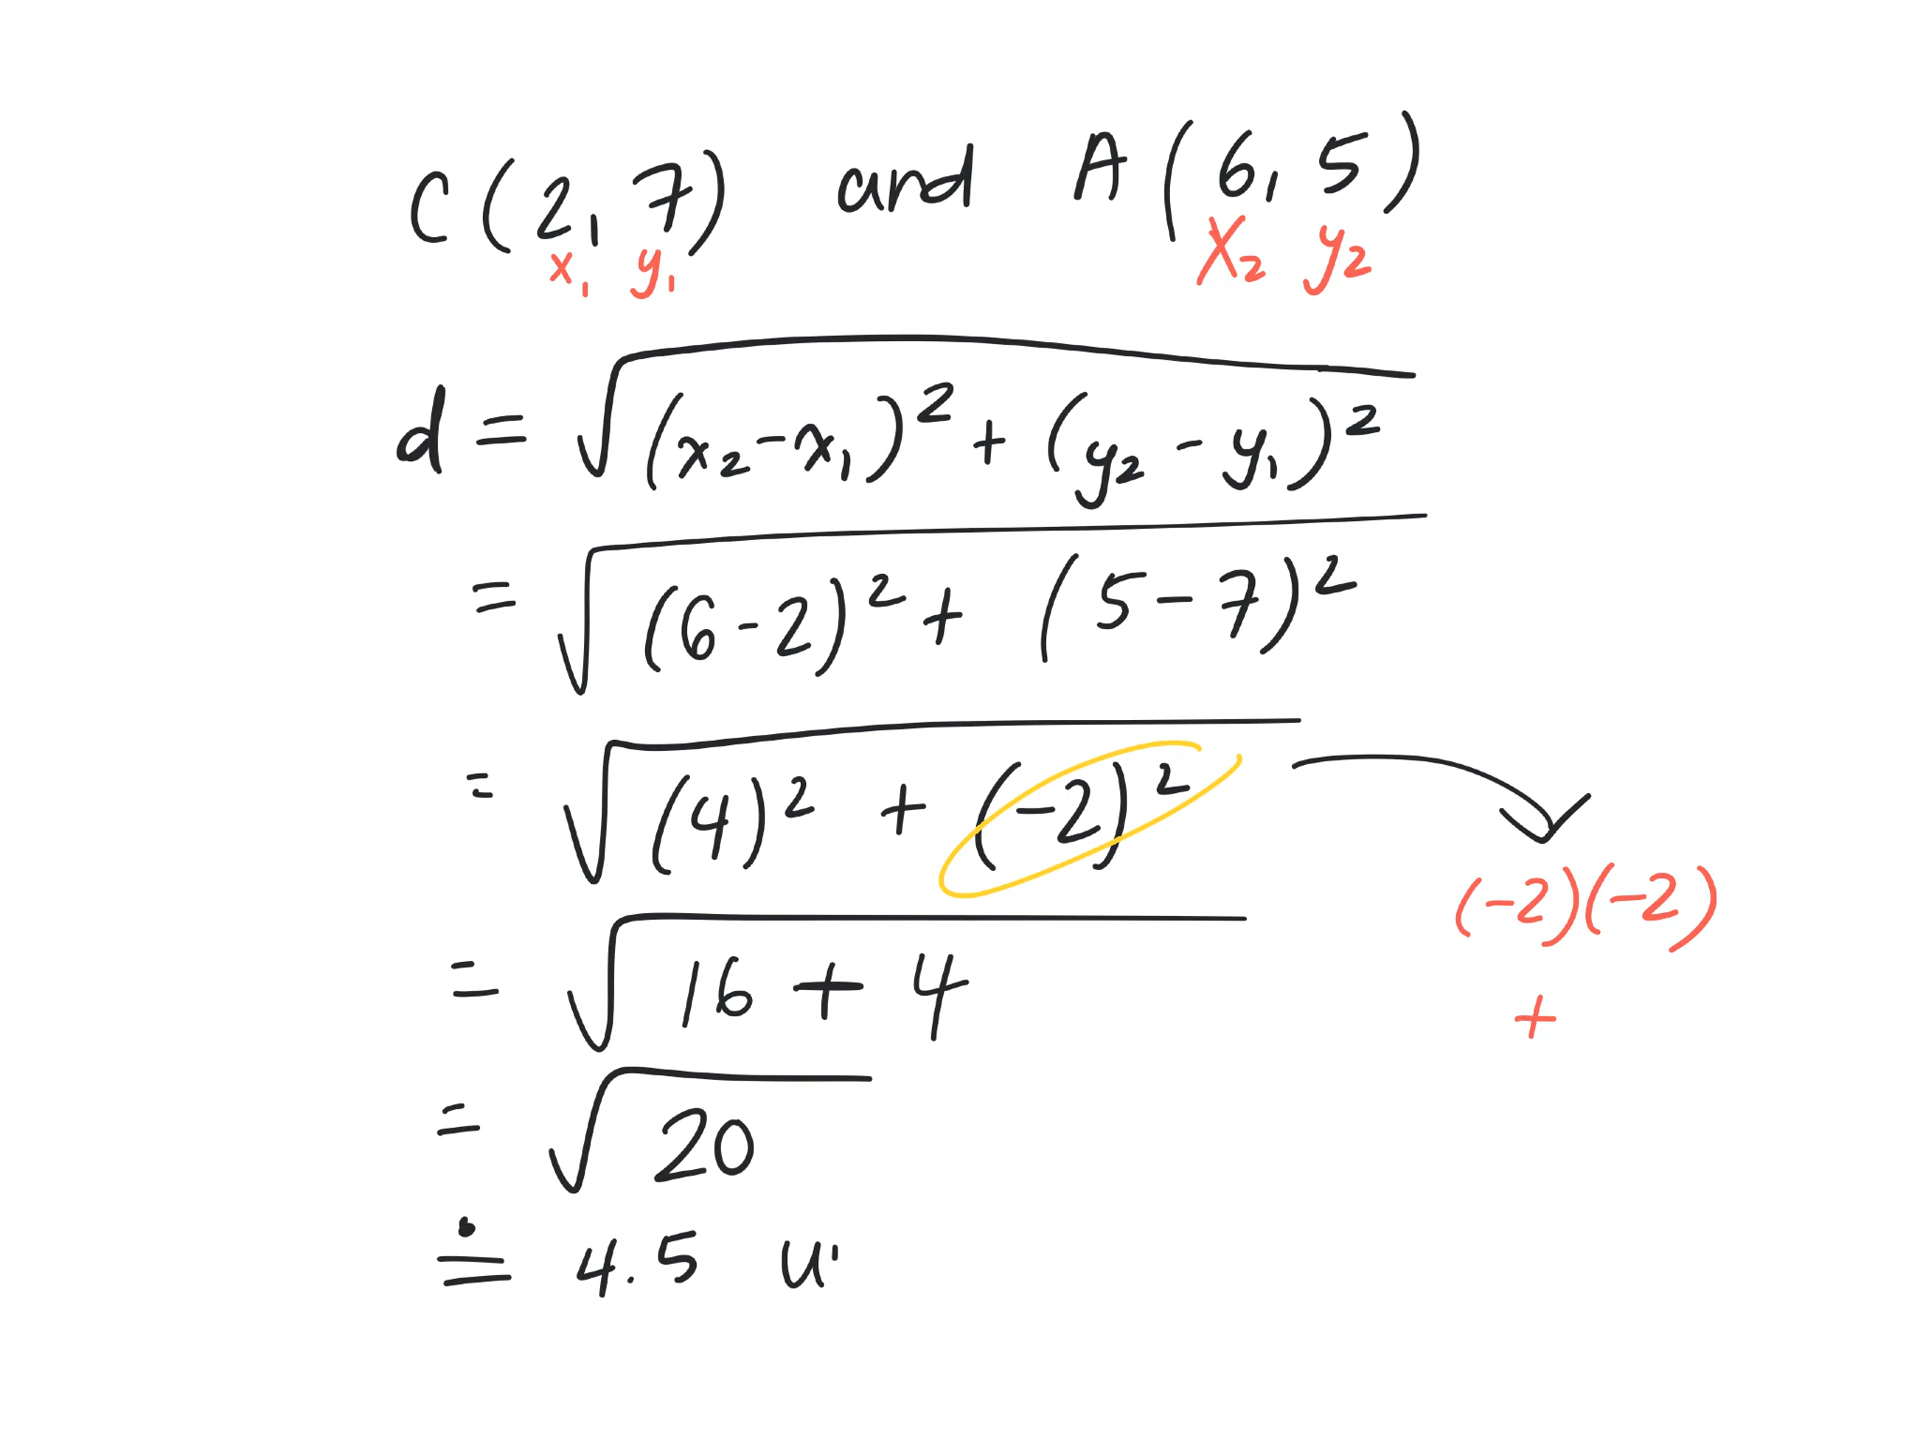 C(2, 7) and A(6, 5)
x₁ y₁ x₂ y₂
d = √((x₂-x₁)² + (y₂-y₁)²)
= √((6-2)² + (5-7)²)
= √((4)² + (-2)²)
(-2)(-2)
= √(16 + 4)
+
= √20
≐ 4.5 u